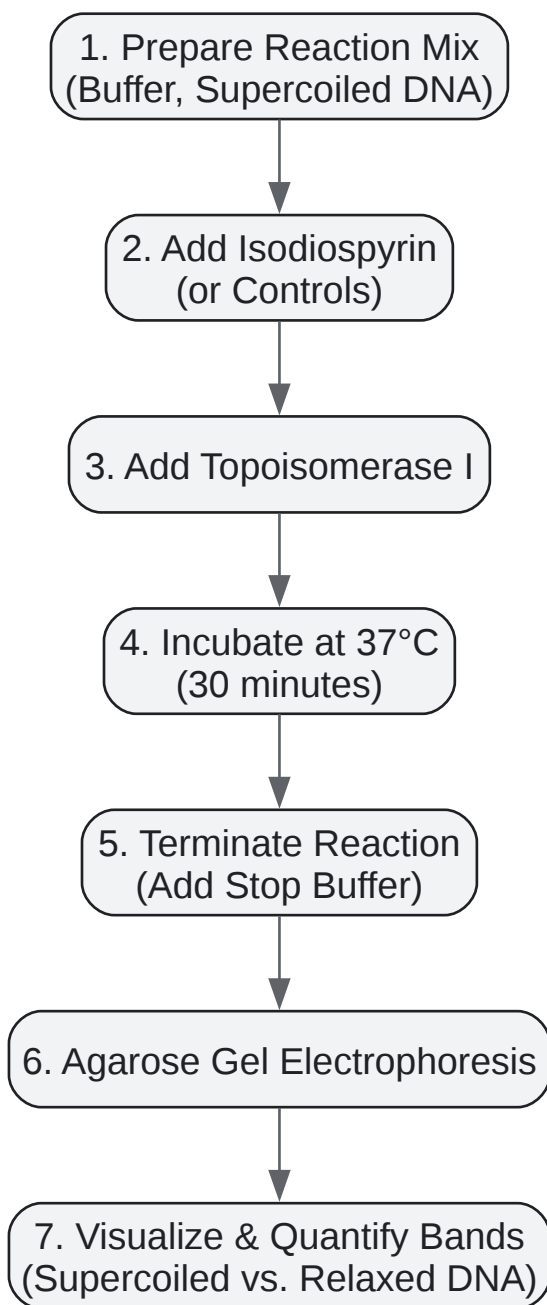 1. Prepare Reaction Mix
(Buffer, Supercoiled DNA)
2. Add Isodiospyrin
(or Controls)
3. Add Topoisomerase I
4. Incubate at 37°C
(30 minutes)
5. Terminate Reaction
(Add Stop Buffer)
6. Agarose Gel Electrophoresis
7. Visualize & Quantify Bands
(Supercoiled vs. Relaxed DNA)